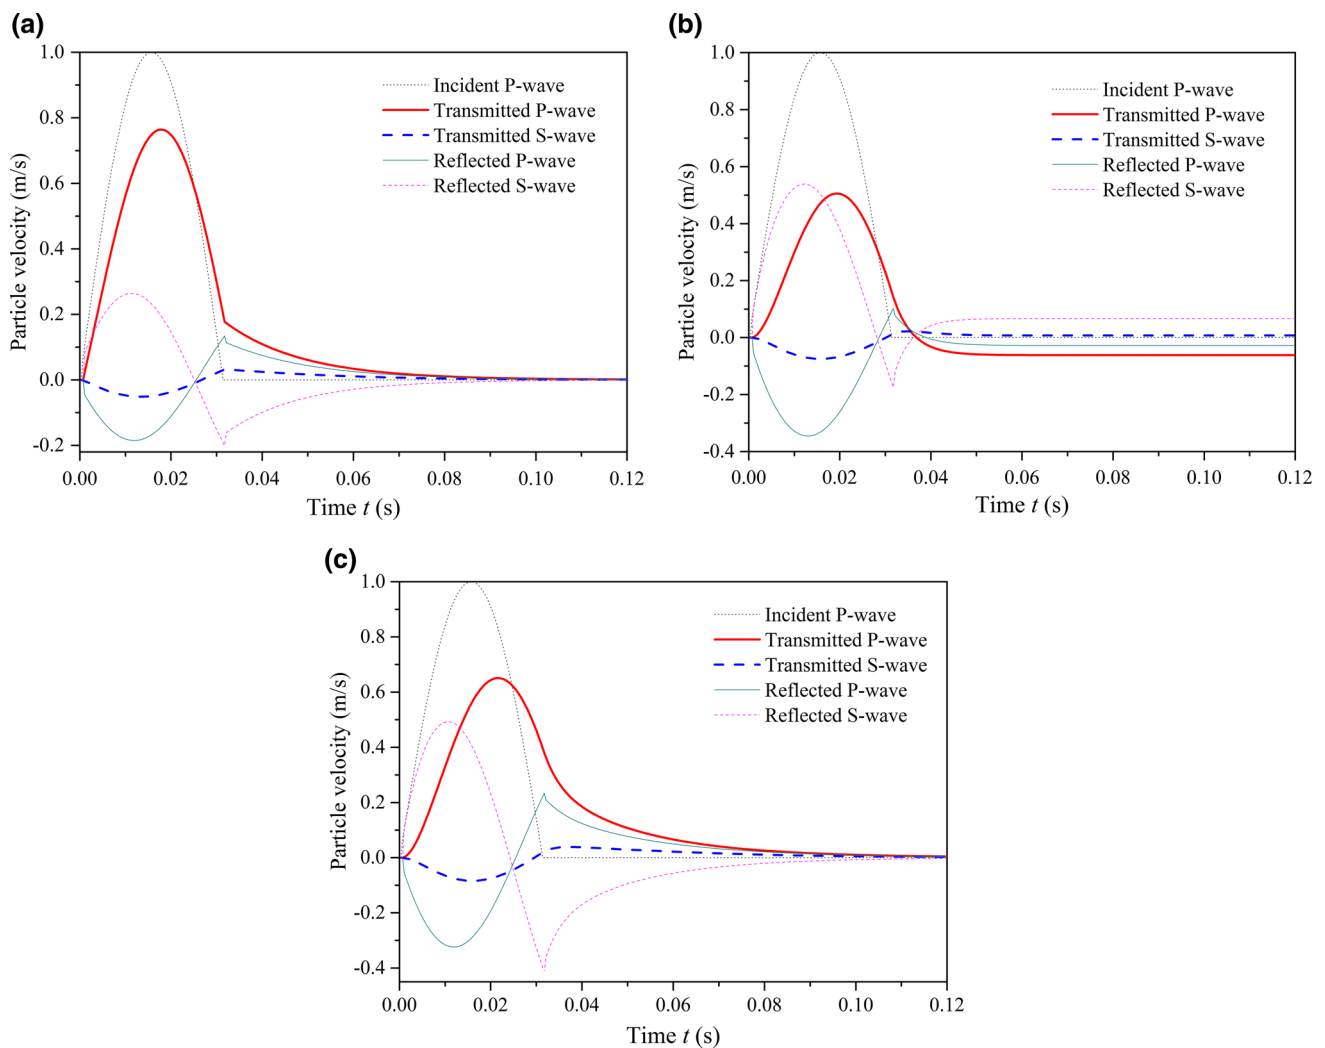 (a)
1.0
0.8
0.6
0.4
0.2
0.0
-0.2
Particle velocity (m/s)
Incident P-wave
Transmitted P-wave
Transmitted S-wave
Reflected P-wave
Reflected S-wave
0.00 0.02 0.04 0.06 0.08 0.10 0.12
Time t (s)
(b)
1.0
0.8
0.6
0.4
0.2
0.0
-0.2
-0.4
Particle velocity (m/s)
Incident P-wave
Transmitted P-wave
Transmitted S-wave
Reflected P-wave
Reflected S-wave
0.00 0.02 0.04 0.06 0.08 0.10 0.12
Time t (s)
(c)
1.0
0.8
0.6
0.4
0.2
0.0
-0.2
-0.4
Particle velocity (m/s)
Incident P-wave
Transmitted P-wave
Transmitted S-wave
Reflected P-wave
Reflected S-wave
0.00 0.02 0.04 0.06 0.08 0.10 0.12
Time t (s)